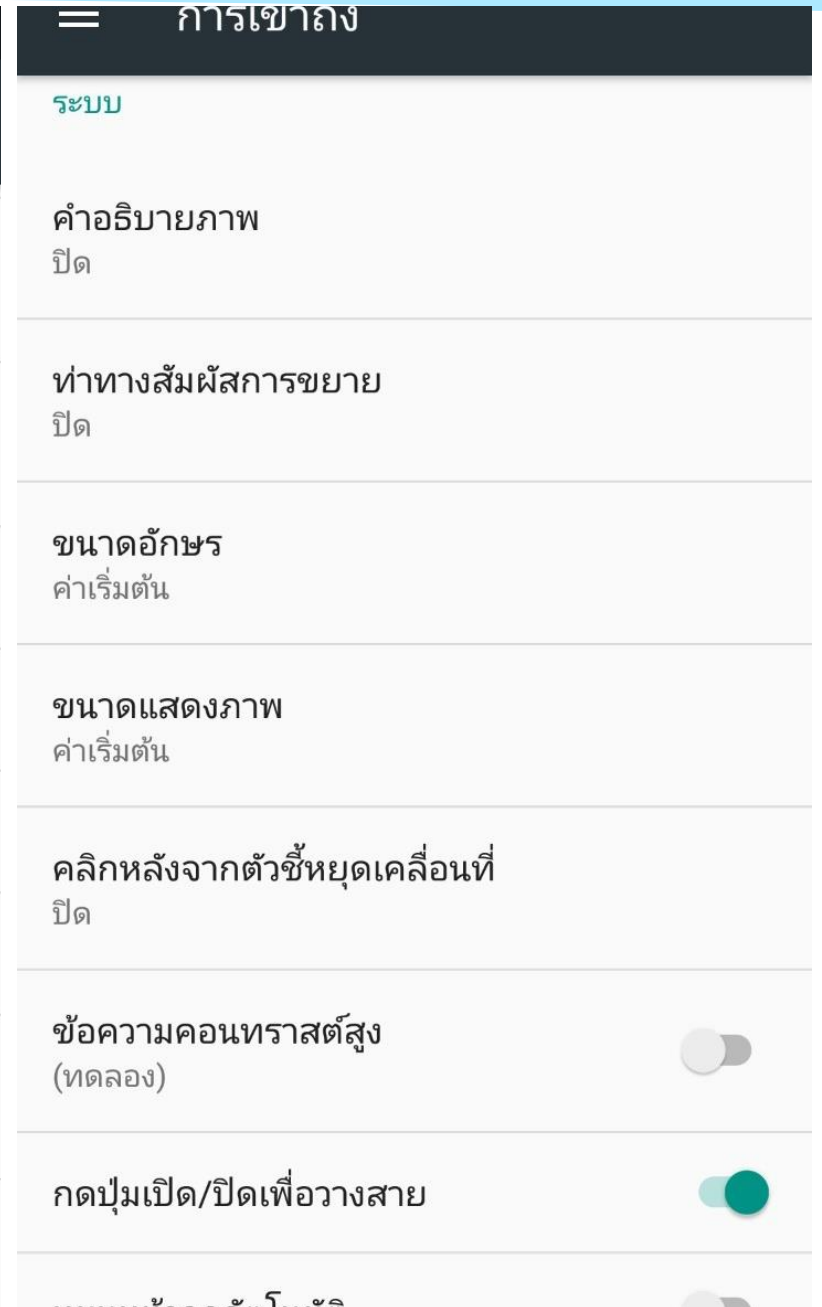 การเข้าถึง
ระบบ
คำอธิบายภาพ
ปิด
ท่าทางสัมผัสการขยาย
ปิด
ขนาดอักษร
ค่าเริ่มต้น
ขนาดแสดงภาพ
ค่าเริ่มต้น
คลิกหลังจากตัวชี้หยุดเคลื่อนที่
ปิด
ข้อความคอนทราสต์สูง
(ทดลอง)
กดปุ่มเปิด/ปิดเพื่อวางสาย